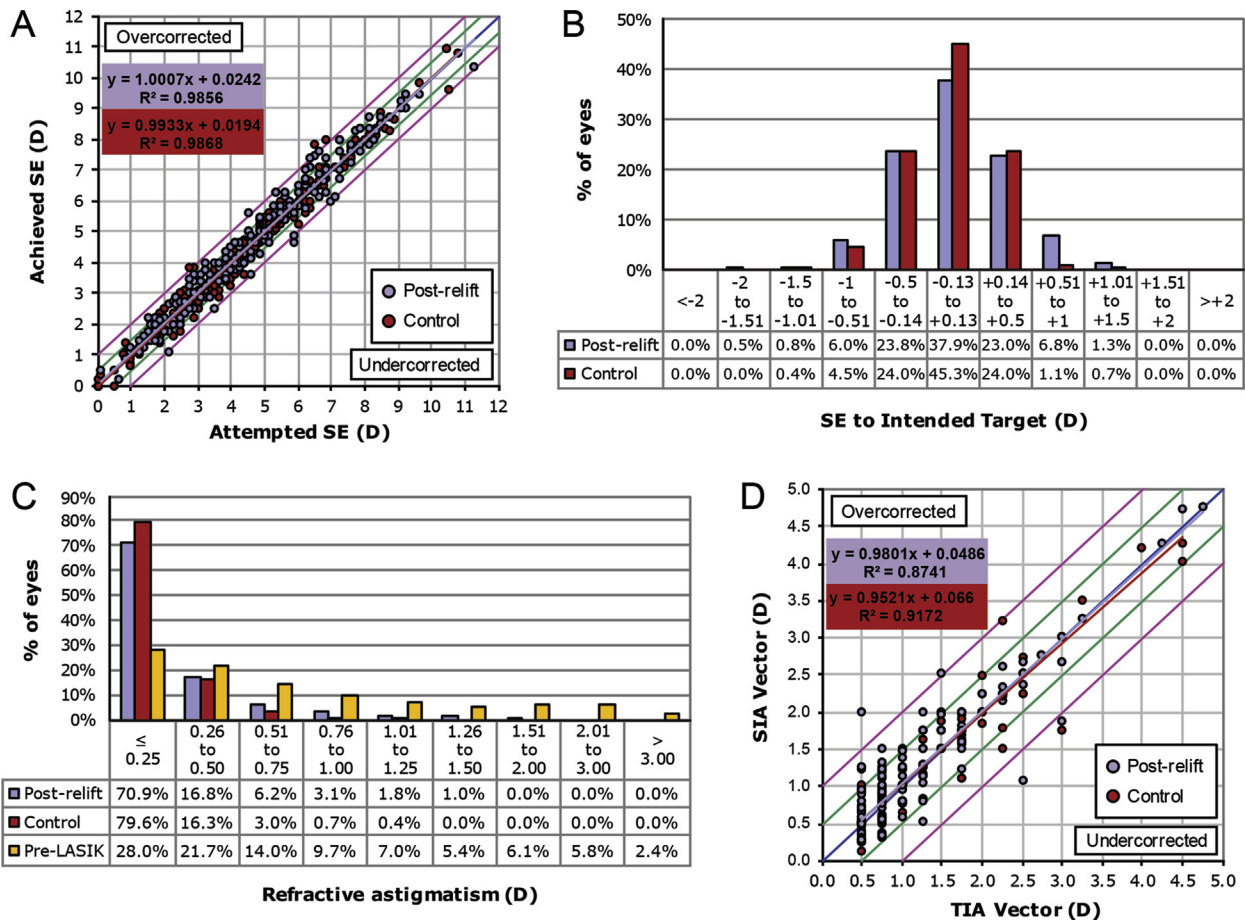 A
12
11
10
9
8
7
6
5
4
3
2
1
0
Achieved SE (D)
Overcorrected
y = 1.0007x + 0.0242
R² = 0.9856
y = 0.9933x + 0.0194
R² = 0.9868
Post-relift
Control
Undercorrected
0 1 2 3 4 5 6 7 8 9 10 11 12
Attempted SE (D)
B
50%
40%
30%
20%
10%
0%
% of eyes
<-2 -2 to -1.51 -1.5 to -1.01 -1 to -0.51 -0.5 to -0.14 -0.13 to +0.13 +0.14 to +0.5 +0.51 to +1 +1.01 to +1.5 +1.51 to +2 >+2
Post-relift 0.0% 0.5% 0.8% 6.0% 23.8% 37.9% 23.0% 6.8% 1.3% 0.0% 0.0%
Control 0.0% 0.0% 0.4% 4.5% 24.0% 45.3% 24.0% 1.1% 0.7% 0.0% 0.0%
SE to Intended Target (D)
C
90%
80%
70%
60%
50%
40%
30%
20%
10%
0%
% of eyes
≤ 0.25 0.26 to 0.50 0.51 to 0.75 0.76 to 1.00 1.01 to 1.25 1.26 to 1.50 1.51 to 2.00 2.01 to 3.00 > 3.00
Post-relift 70.9% 16.8% 6.2% 3.1% 1.8% 1.0% 0.0% 0.0% 0.0%
Control 79.6% 16.3% 3.0% 0.7% 0.4% 0.0% 0.0% 0.0% 0.0%
Pre-LASIK 28.0% 21.7% 14.0% 9.7% 7.0% 5.4% 6.1% 5.8% 2.4%
Refractive astigmatism (D)
D
5.0
4.5
4.0
3.5
3.0
2.5
2.0
1.5
1.0
0.5
0.0
SIA Vector (D)
Overcorrected
y = 0.9801x + 0.0486
R² = 0.8741
y = 0.9521x + 0.066
R² = 0.9172
Post-relift
Control
Undercorrected
0.0 0.5 1.0 1.5 2.0 2.5 3.0 3.5 4.0 4.5 5.0
TIA Vector (D)